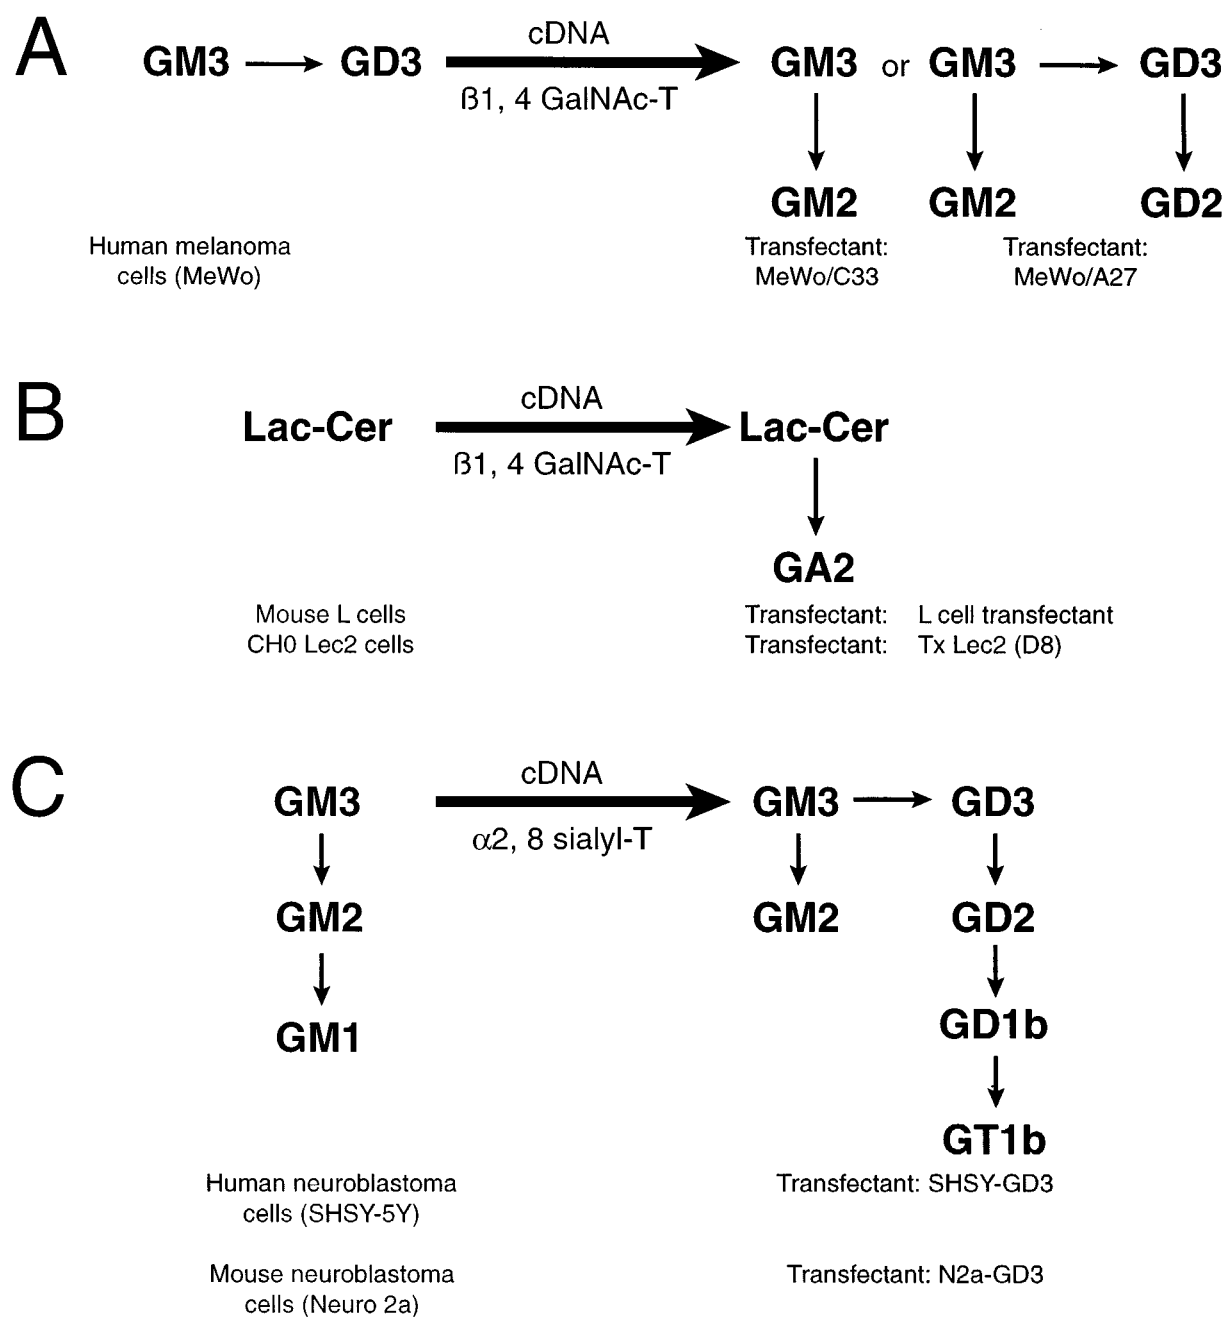 A
GM3 GD3 cDNA GM3 or GM3 GD3
ß1, 4 GalNAc-T
GM2 GM2 GD2
Human melanoma
cells (MeWo)
Transfectant:
MeWo/C33
Transfectant:
MeWo/A27
B
Lac-Cer cDNA Lac-Cer
ß1, 4 GalNAc-T
GA2
Mouse L cells
CH0 Lec2 cells
Transfectant: L cell transfectant
Transfectant: Tx Lec2 (D8)
C
GM3 cDNA GM3 GD3
α2, 8 sialyl-T
GM2 GM2 GD2
GM1 GD1b
GT1b
Human neuroblastoma
cells (SHSY-5Y)
Transfectant: SHSY-GD3
Mouse neuroblastoma
cells (Neuro 2a)
Transfectant: N2a-GD3